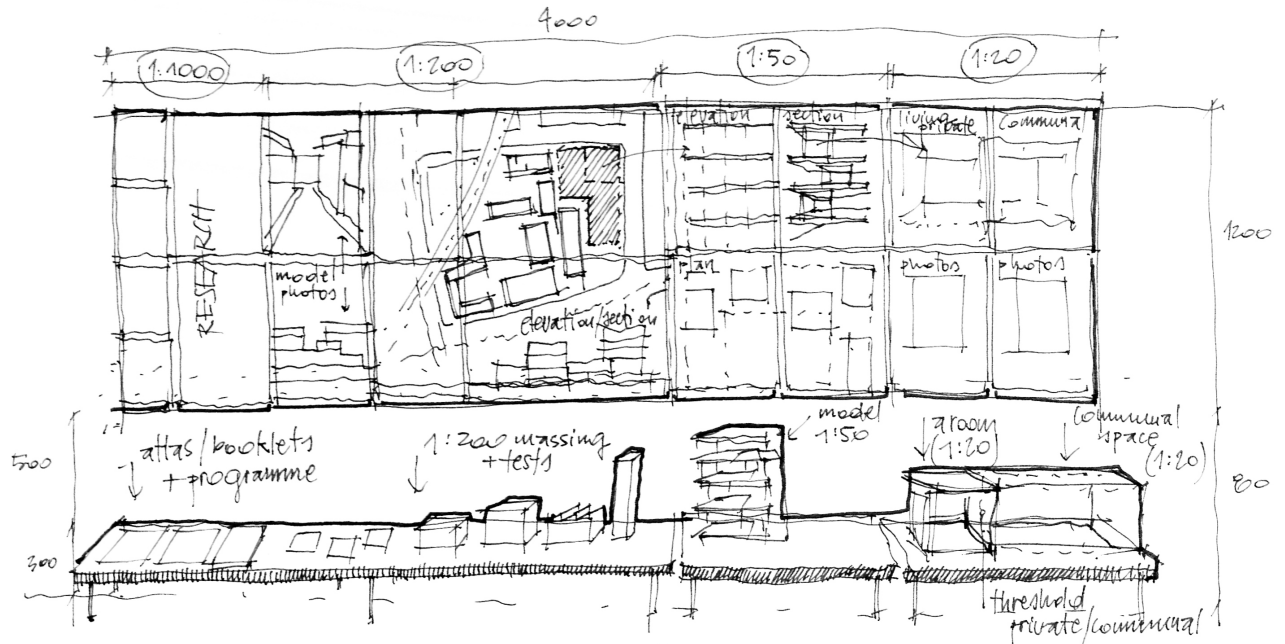 4000
1:1000
1:200
1:50
1:20
elevation
section
living
private
communal
RESEARCH
1200
model
photos
plan
photos
photos
elevation/section
500
atlas/booklets
+ programme
1:200 massing
+ tests
model
1:50
a room
(1:20)
communal
space
(1:20)
300
threshold
private/communal